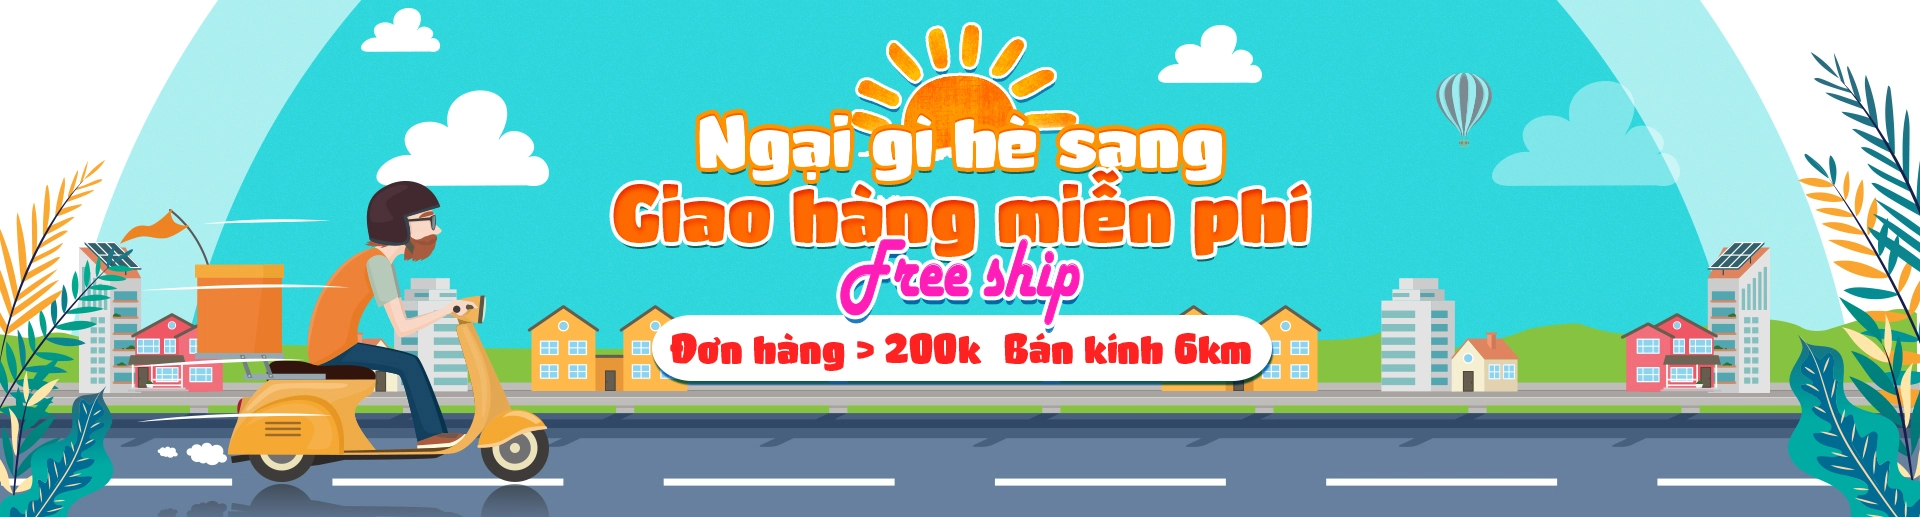 Ngại gì hè sang
Giao hàng miễn phí
Free ship
Đơn hàng > 200k Bán kính 6km